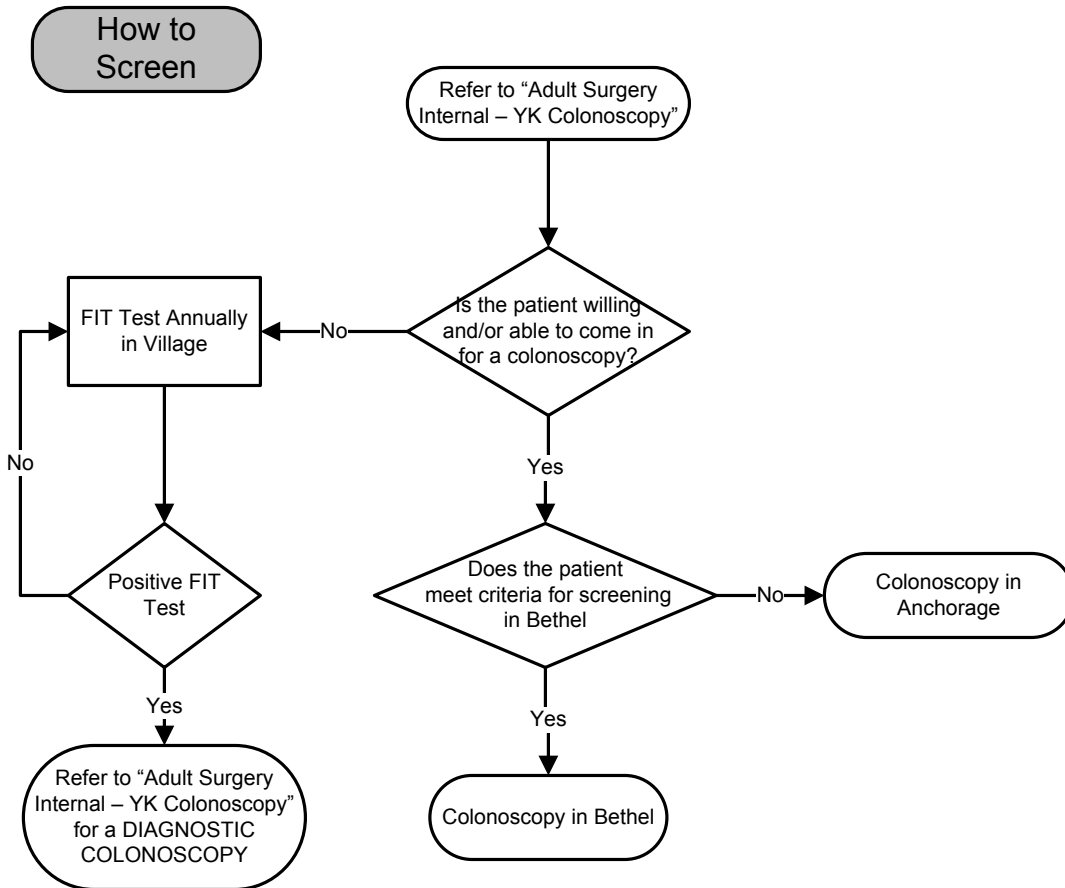 How to
Screen
Refer to “Adult Surgery
Internal – YK Colonoscopy”
Is the patient willing
and/or able to come in
for a colonoscopy?
No
FIT Test Annually
in Village
No
Yes
Positive FIT
Test
Does the patient
meet criteria for screening
in Bethel
No
Colonoscopy in
Anchorage
Yes
Yes
Refer to “Adult Surgery
Internal – YK Colonoscopy”
for a DIAGNOSTIC
COLONOSCOPY
Colonoscopy in Bethel